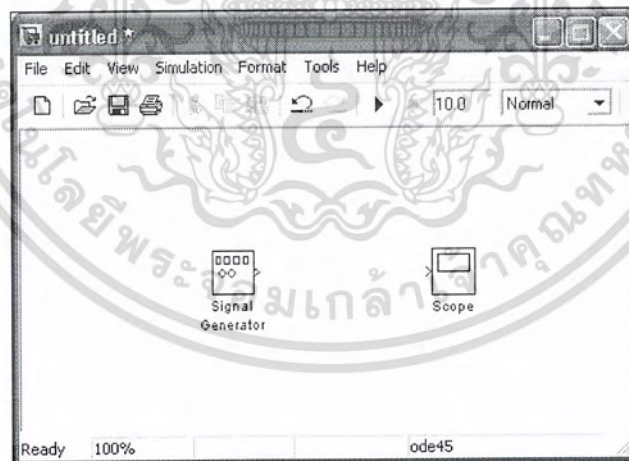 untitled *
File Edit View Simulation Format Tools Help
10.0 Normal
Signal
Generator
Scope
Ready 100% ode45